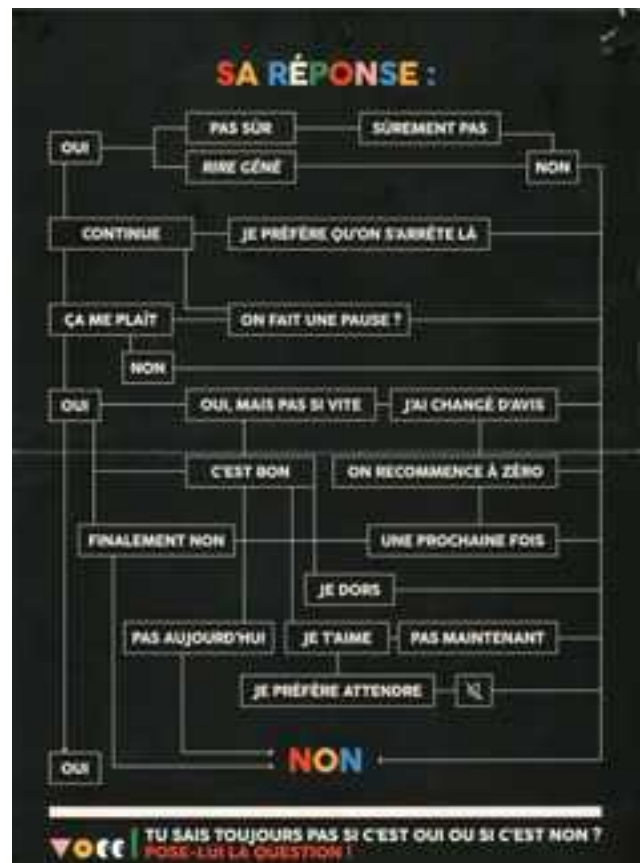 SA RÉPONSE :
OUI
PAS SÛR
SÛREMENT PAS
RIRE GÊNÉ
NON
CONTINUE
JE PRÉFÈRE QU'ON S'ARRÊTE LÀ
ÇA ME PLAÎT
ON FAIT UNE PAUSE ?
NON
OUI
OUI, MAIS PAS SI VITE
J'AI CHANGÉ D'AVIS
C'EST BON
ON RECOMMENCE À ZÉRO
FINALEMENT NON
UNE PROCHAINE FOIS
JE DORS
PAS AUJOURD'HUI
JE T'AIME
PAS MAINTENANT
JE PRÉFÈRE ATTENDRE
OUI
NON
TU SAIS TOUJOURS PAS SI C'EST OUI OU SI C'EST NON ?
POSE-LUI LA QUESTION !